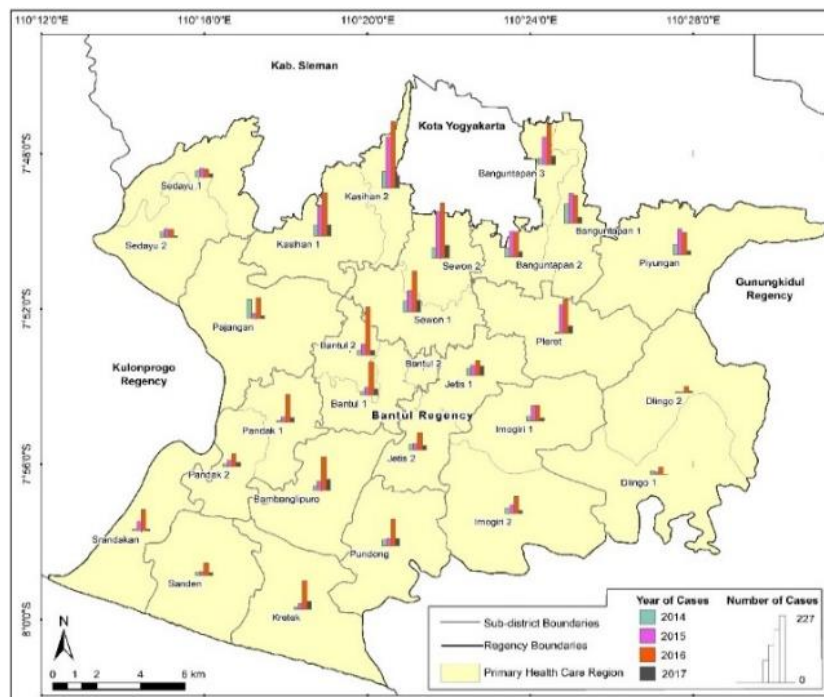 110°12'0"E 110°16'0"E 110°20'0"E 110°24'0"E 110°28'0"E
Kab. Sleman
Kota Yogyakarta
7°48'0"S
Banguntapan 3
Sedayu 1
Kasihan 2
Sedayu 2
Kasihan 1
Banguntapan 1
Sewon 2
Banguntapan 2
Piyungan
Gunungkidul
Regency
7°52'0"S
Pajangan
Sewon 1
Pleret
Bantul 2
Bantul 2
Kulonprogo
Regency
Jetis 1
Dlingo 2
Bantul 1
Bantul Regency
Imogiri 1
Pandak 1
7°56'0"S
Jetis 2
Pandak 2
Dlingo 1
Bambanglipuro
Imogiri 2
Srandakan
Pundong
Sanden
Kretek
8°0'0"S
N
0 1 2 4 6 km
Sub-district Boundaries
Regency Boundaries
Primary Health Care Region
Year of Cases
2014
2015
2016
2017
Number of Cases
227
0